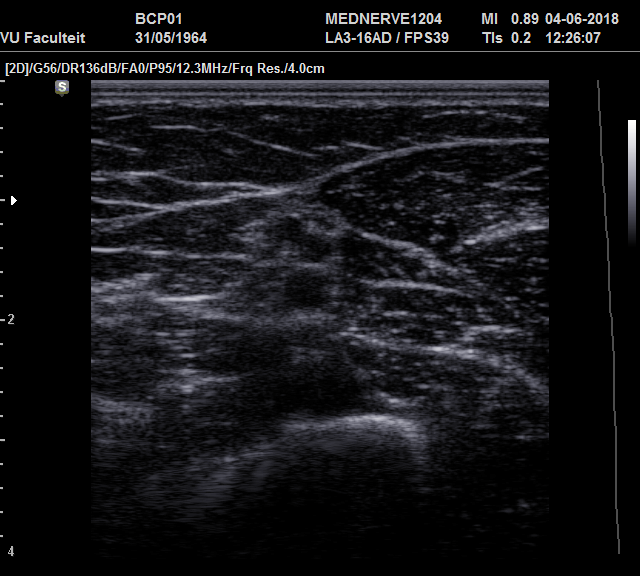 BCP01 MEDNERVE1204 MI 0.89 04-06-2018
VU Faculteit 31/05/1964 LA3-16AD / FPS39 TIs 0.2 12:26:07
[2D]/G56/DR136dB/FA0/P95/12.3MHz/Frq Res./4.0cm
S
2
4